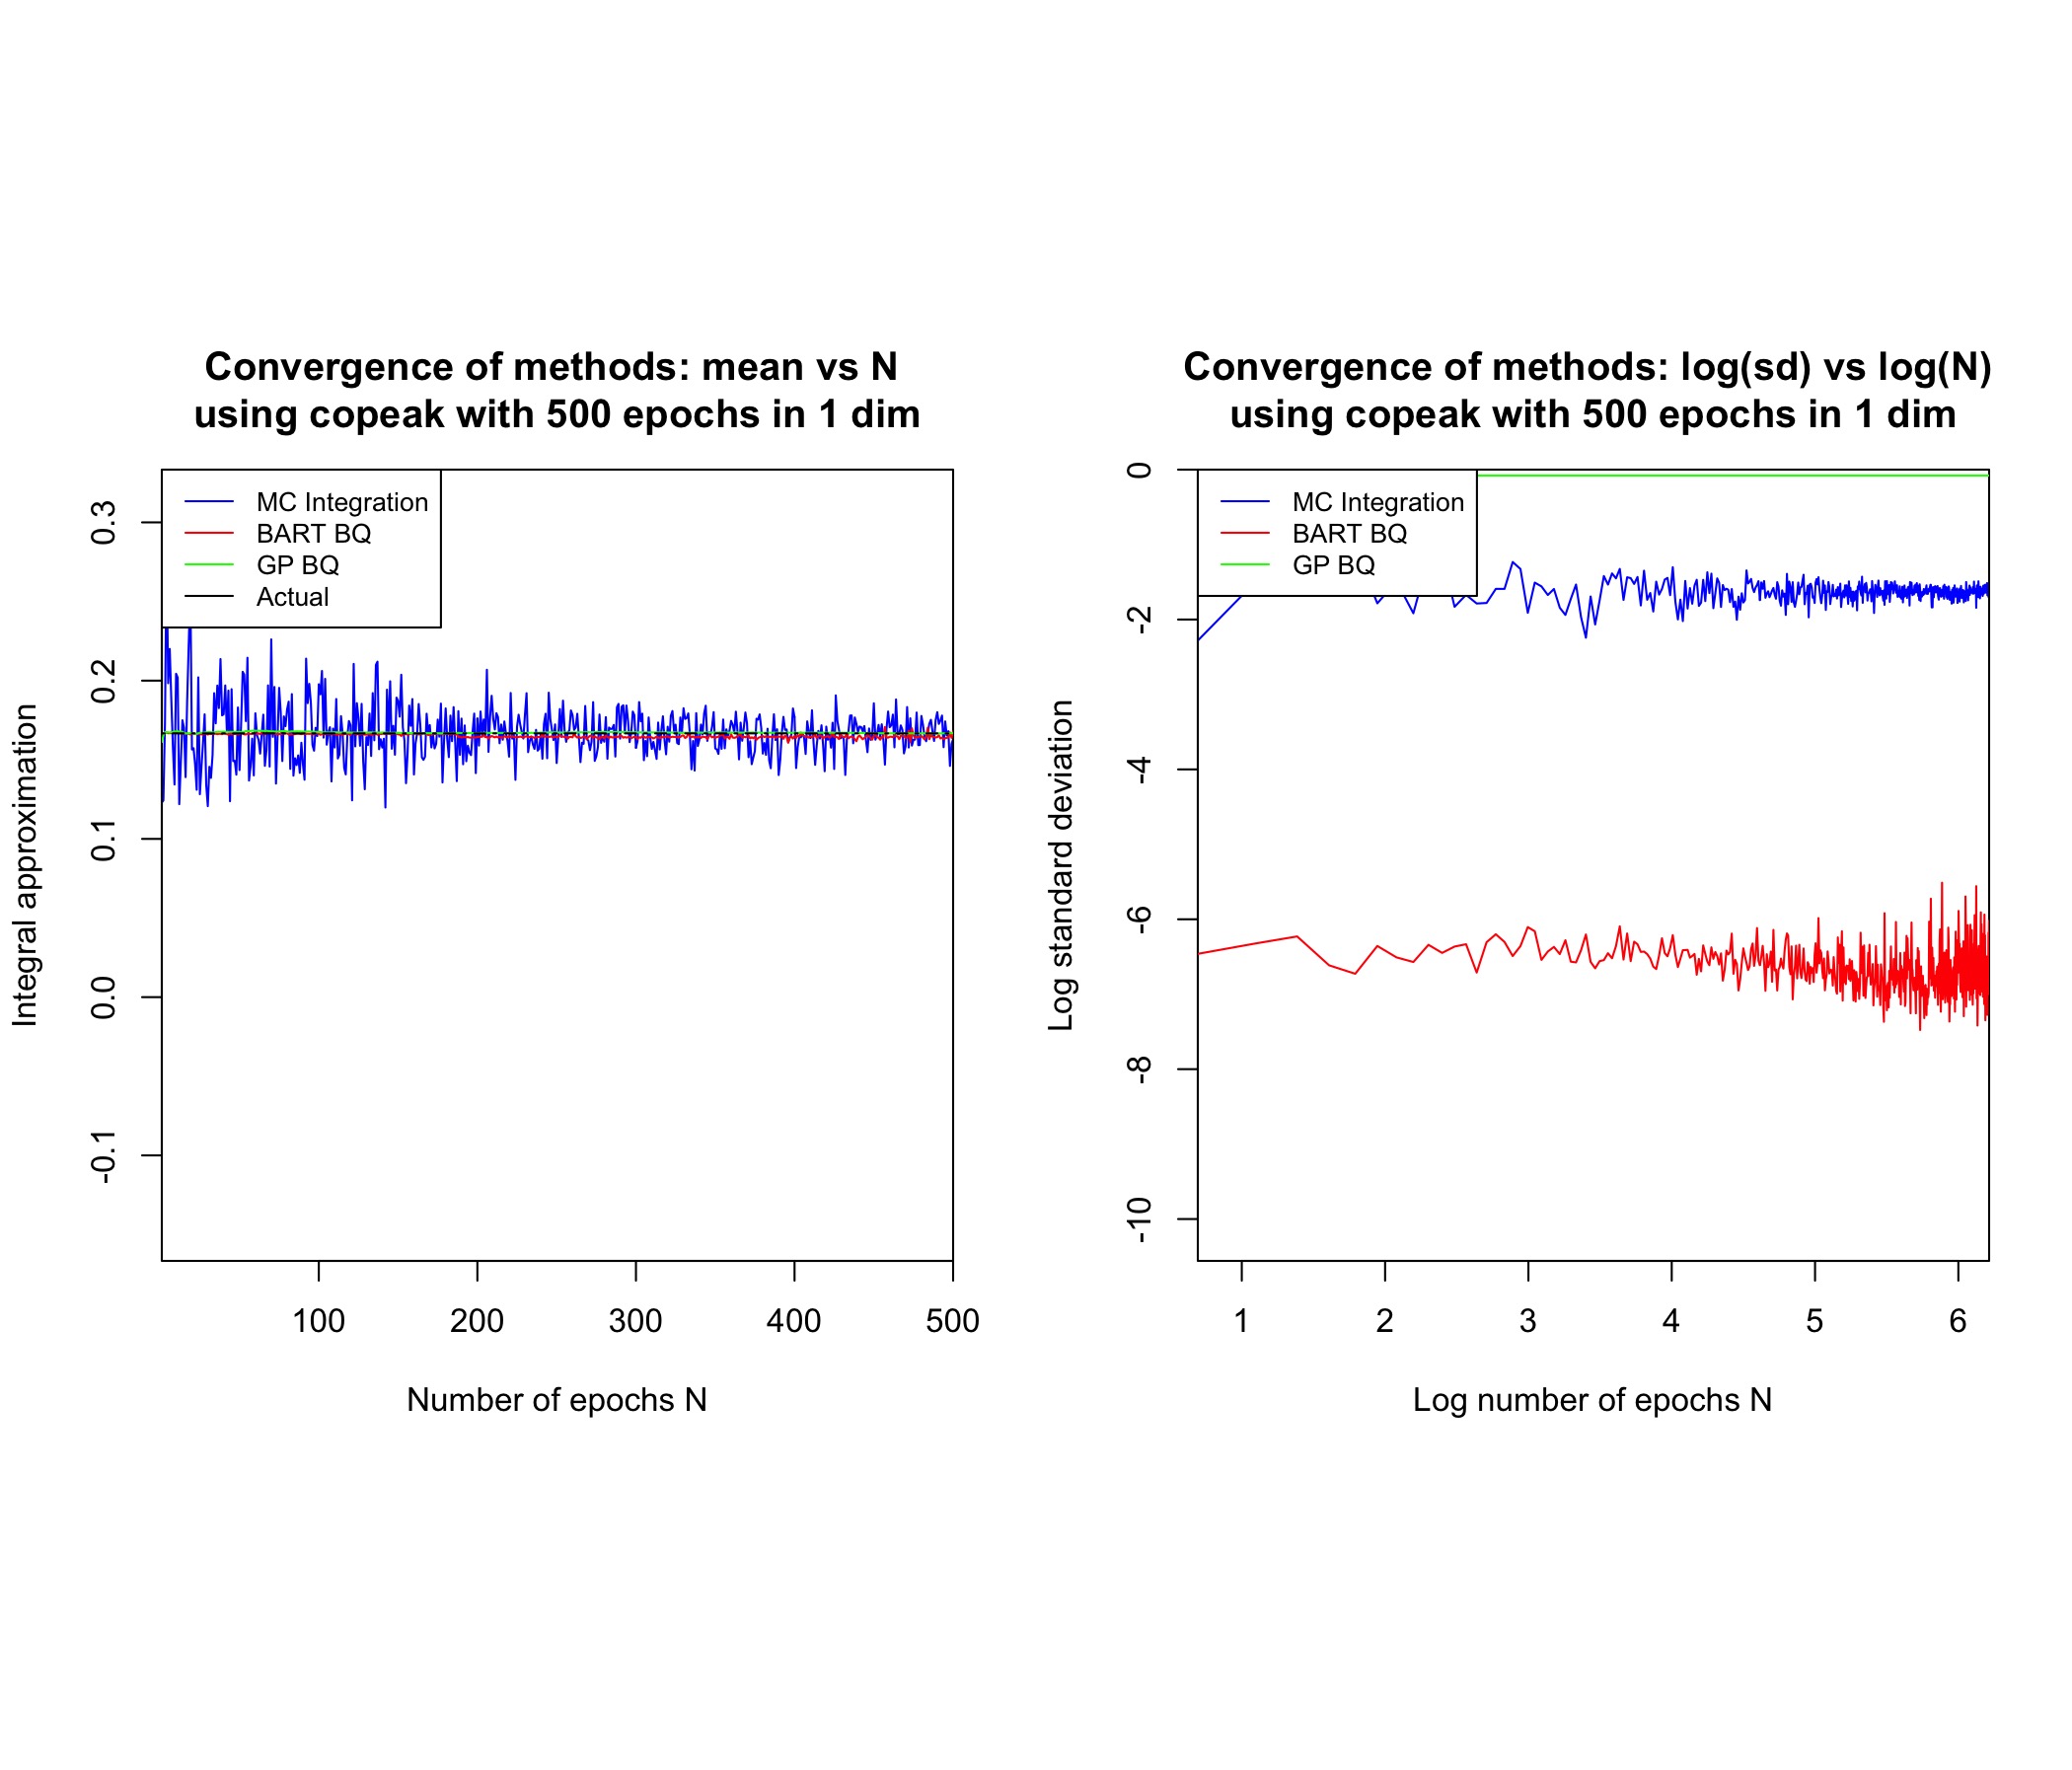 Convergence of methods: mean vs N
using copeak with 500 epochs in 1 dim
MC Integration
BART BQ
GP BQ
Actual
0.3
0.2
0.1
0.0
-0.1
Integral approximation
100 200 300 400 500
Number of epochs N
Convergence of methods: log(sd) vs log(N)
using copeak with 500 epochs in 1 dim
MC Integration
BART BQ
GP BQ
0
-2
-4
-6
-8
-10
Log standard deviation
1 2 3 4 5 6
Log number of epochs N